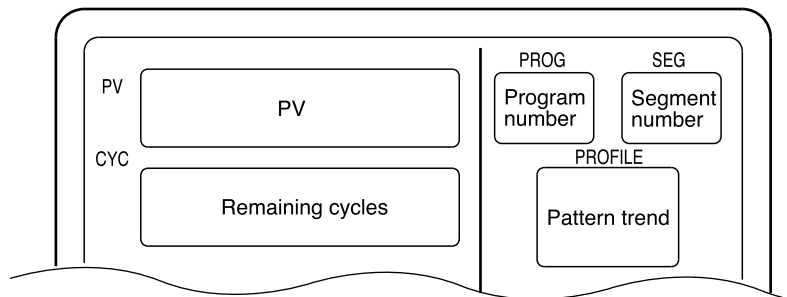 PROG SEG
PV
PV
Program
number
Segment
number
CYC
PROFILE
Remaining cycles
Pattern trend